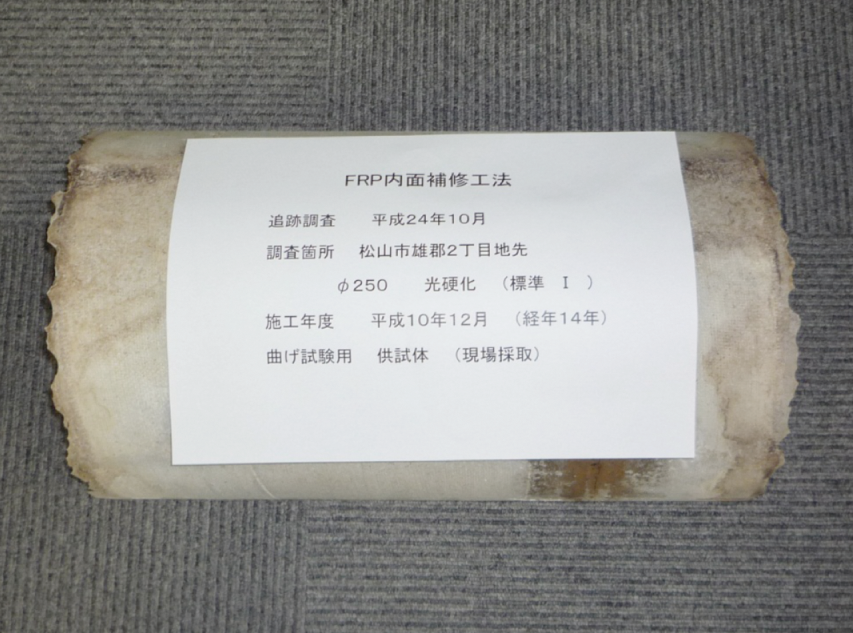 FRP内面補修工法
追跡調査 平成24年10月
調査箇所 松山市雄郡2丁目地先
φ250 光硬化 （標準 Ⅰ ）
施工年度 平成10年12月 （経年14年）
曲げ試験用 供試体 （現場採取）